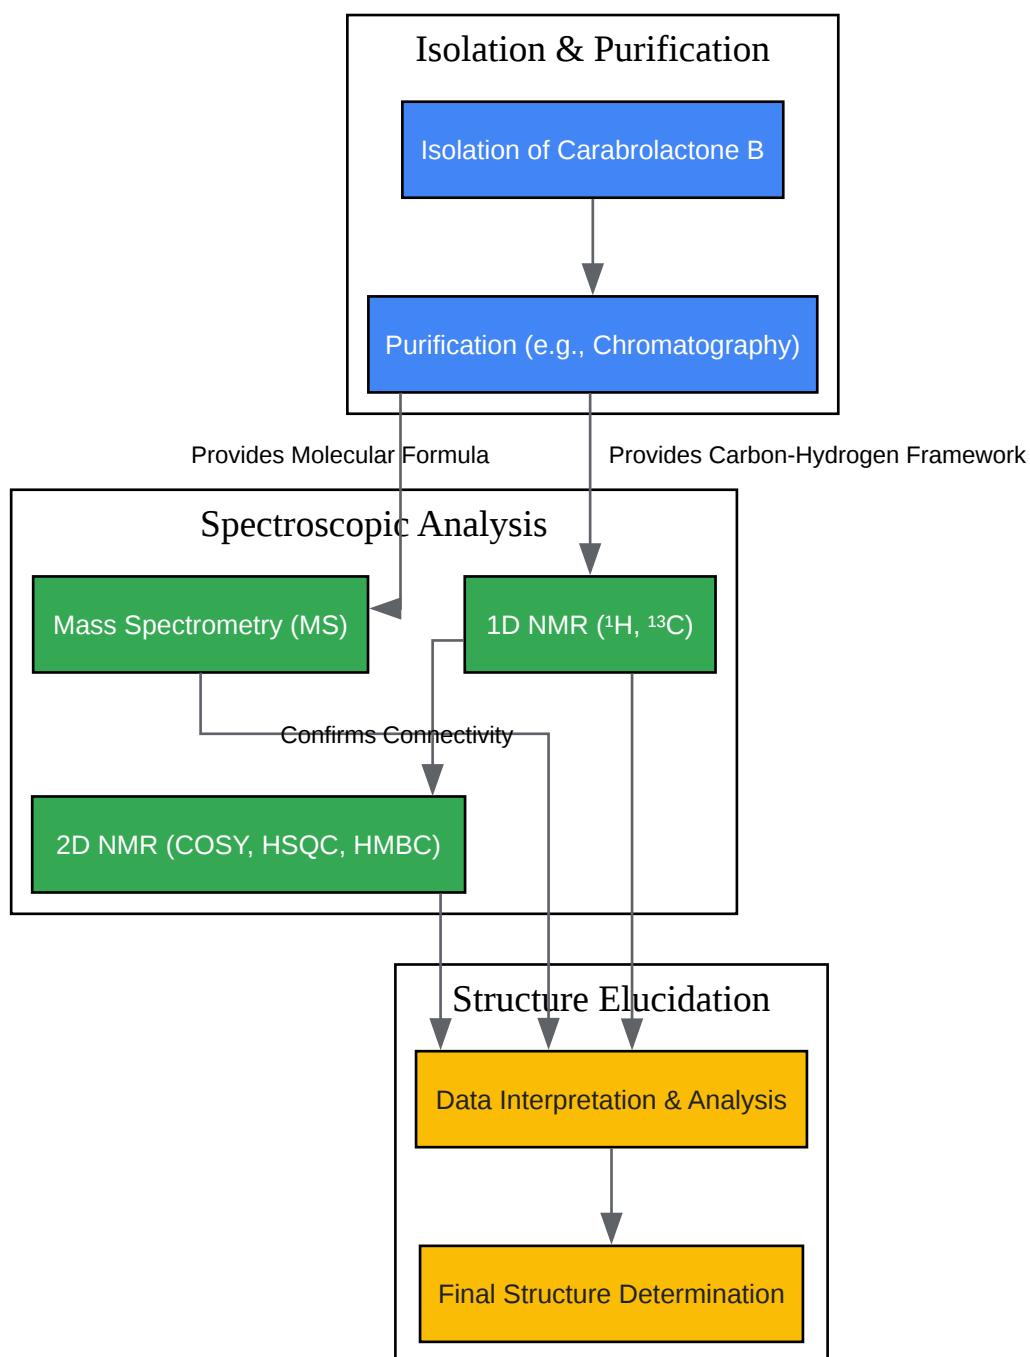 Isolation & Purification
Isolation of Carabrolactone B
Purification (e.g., Chromatography)
Provides Molecular Formula
Provides Carbon-Hydrogen Framework
Spectroscopic Analysis
Mass Spectrometry (MS)
1D NMR (¹H, ¹³C)
Confirms Connectivity
2D NMR (COSY, HSQC, HMBC)
Structure Elucidation
Data Interpretation & Analysis
Final Structure Determination